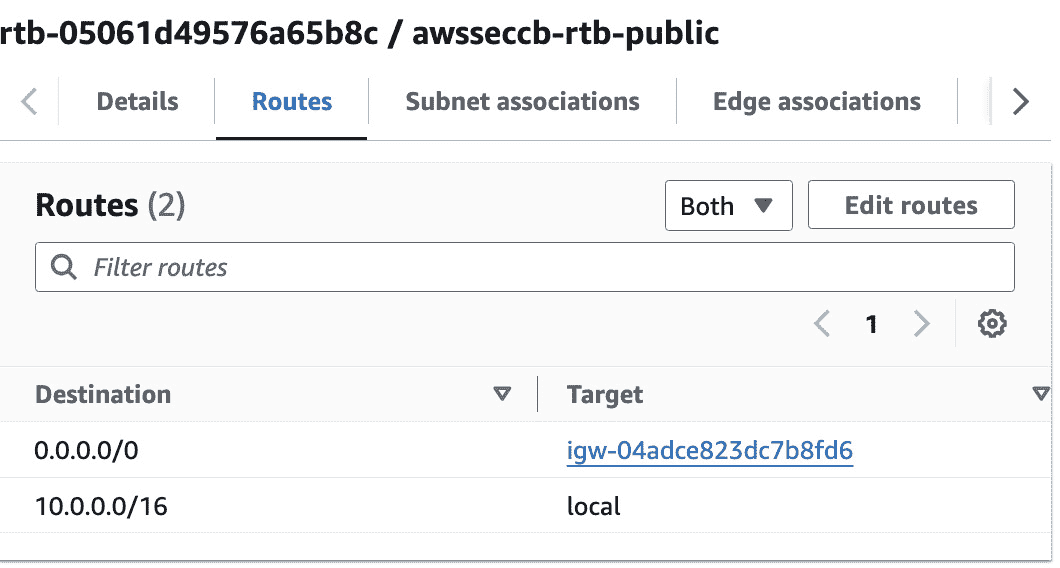 rtb-05061d49576a65b8c / awsseccb-rtb-public
Details Routes Subnet associations Edge associations
Routes (2) Both Edit routes
Filter routes
1
Destination Target
0.0.0.0/0 igw-04adce823dc7b8fd6
10.0.0.0/16 local